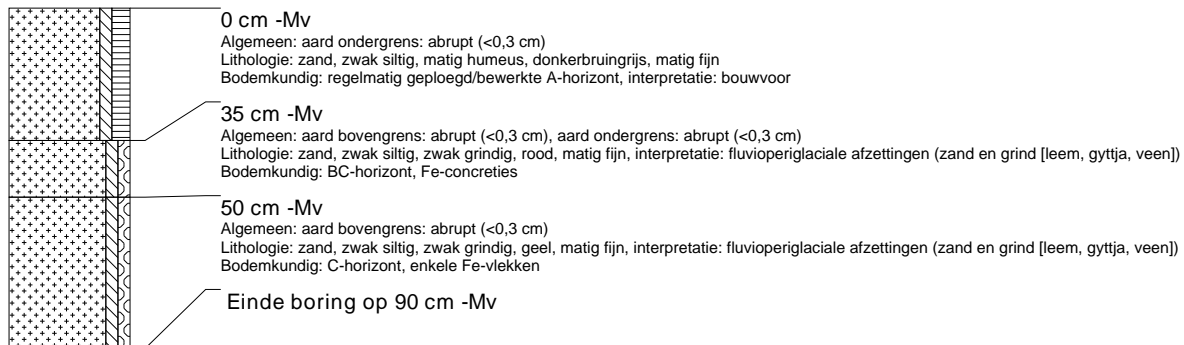 0 cm -Mv
Algemeen: aard ondergrens: abrupt (<0,3 cm)
Lithologie: zand, zwak siltig, matig humeus, donkerbruingrijs, matig fijn
Bodemkundig: regelmatig geploegd/bewerkte A-horizont, interpretatie: bouwvoor
35 cm -Mv
Algemeen: aard bovengrens: abrupt (<0,3 cm), aard ondergrens: abrupt (<0,3 cm)
Lithologie: zand, zwak siltig, zwak grindig, rood, matig fijn, interpretatie: fluvioperiglaciale afzettingen (zand en grind [leem, gyttja, veen])
Bodemkundig: BC-horizont, Fe-concreties
50 cm -Mv
Algemeen: aard bovengrens: abrupt (<0,3 cm)
Lithologie: zand, zwak siltig, zwak grindig, geel, matig fijn, interpretatie: fluvioperiglaciale afzettingen (zand en grind [leem, gyttja, veen])
Bodemkundig: C-horizont, enkele Fe-vlekken
Einde boring op 90 cm -Mv